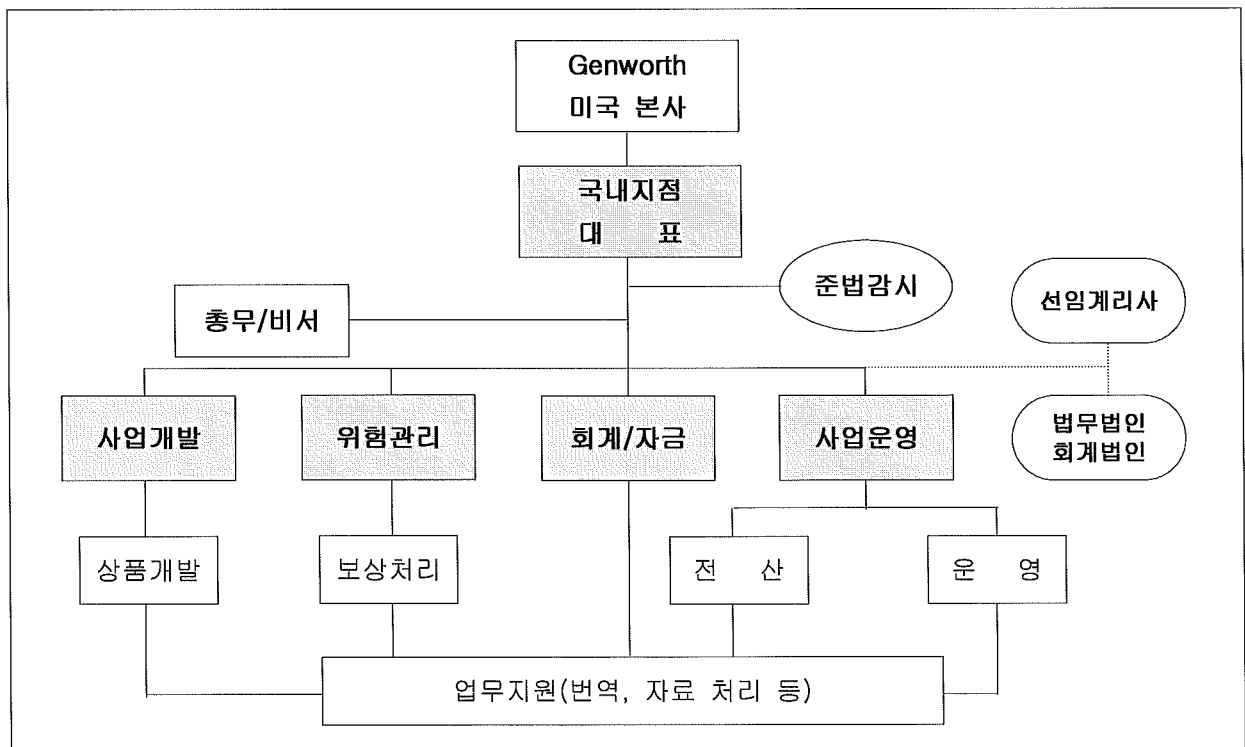 Genworth
미국 본사
국내지점
대 표
준법감시
선임계리사
총무/비서
사업개발
위험관리
회계/자금
사업운영
법무법인
회계법인
상품개발
보상처리
전 산
운 영
업무지원(번역, 자료 처리 등)